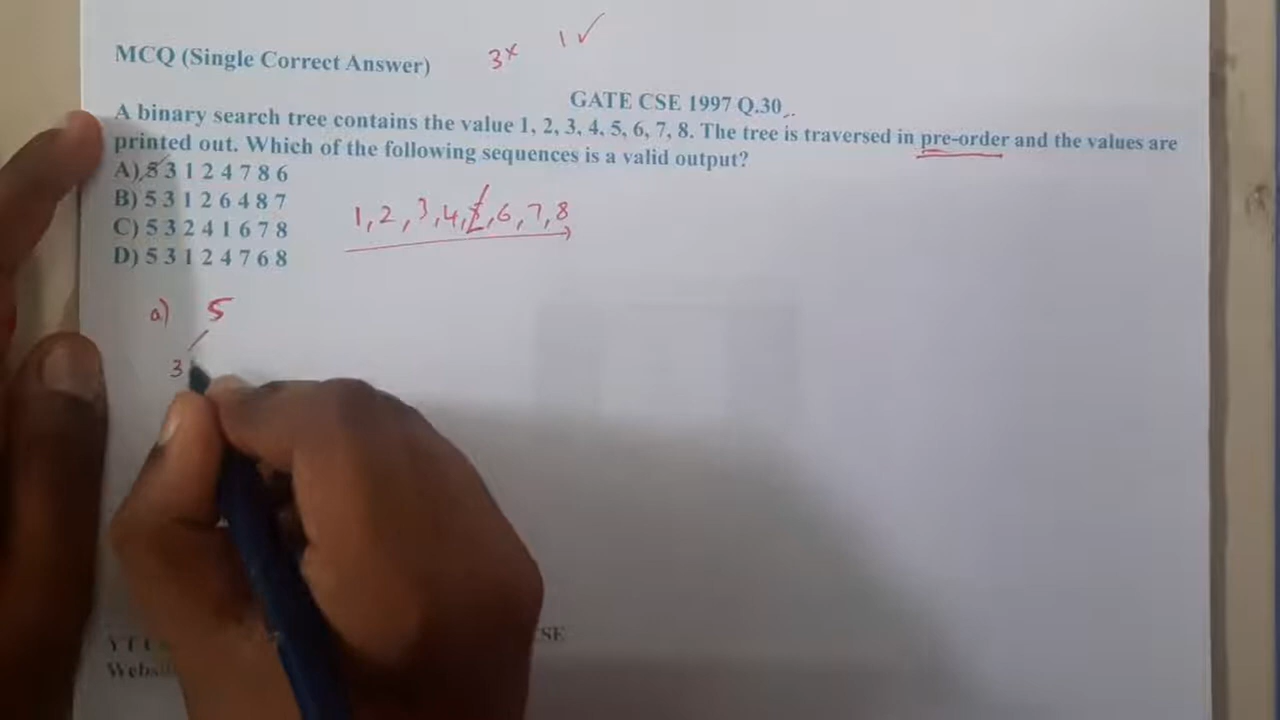 3 × 1 ✓
MCQ (Single Correct Answer)
GATE CSE 1997 Q.30
A binary search tree contains the value 1, 2, 3, 4, 5, 6, 7, 8. The tree is traversed in pre-order and the values are
printed out. Which of the following sequences is a valid output?
A) 5 3 1 2 4 7 8 6
B) 5 3 1 2 6 4 8 7
C) 5 3 2 4 1 6 7 8
D) 5 3 1 2 4 7 6 8
1, 2, 3, 4, 5, 6, 7, 8
a) 5
3
SE